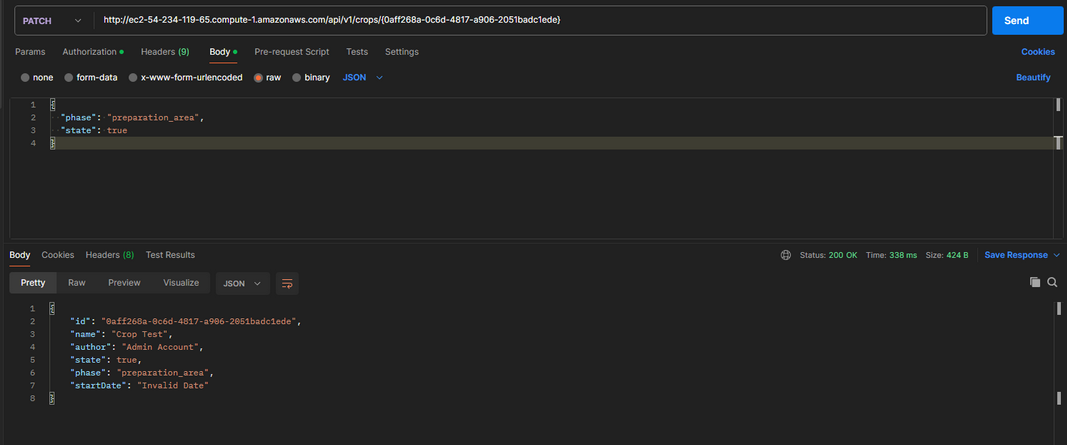 PATCH http://ec2-54-234-119-65.compute-1.amazonaws.com/api/v1/crops/{0aff268a-0c6d-4817-a906-2051badc1ede} Send
Params Authorization Headers (9) Body Pre-request Script Tests Settings Cookies
none form-data x-www-form-urlencoded raw binary JSON Beautify
1 {
2 "phase": "preparation_area",
3 "state": true
4 }
Body Cookies Headers (8) Test Results Status: 200 OK Time: 338 ms Size: 424 B Save Response
Pretty Raw Preview Visualize JSON
1 {
2 "id": "0aff268a-0c6d-4817-a906-2051badc1ede",
3 "name": "Crop Test",
4 "author": "Admin Account",
5 "state": true,
6 "phase": "preparation_area",
7 "startDate": "Invalid Date"
8 }